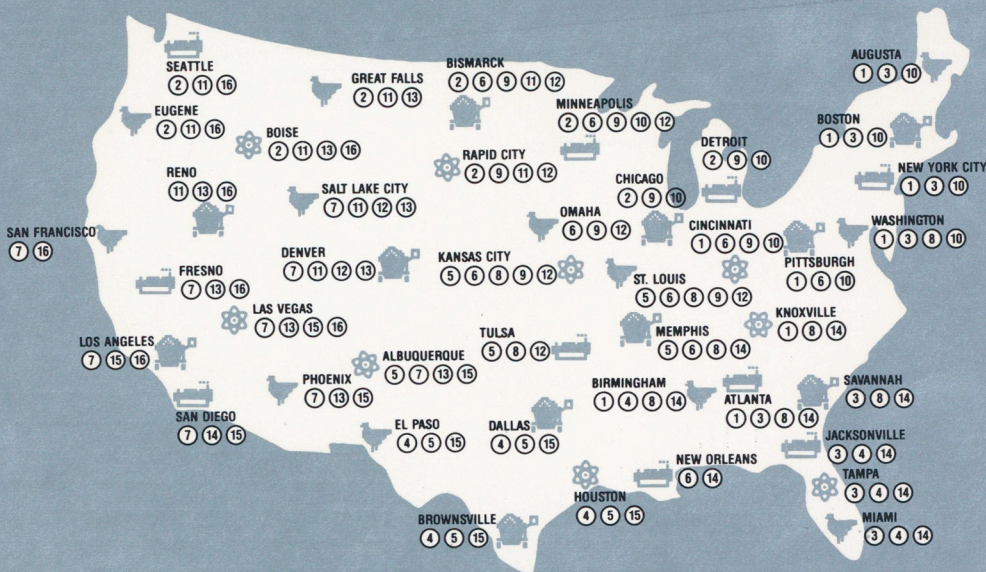 AUGUSTA
1 3 10
SEATTLE
2 11 16
GREAT FALLS
2 11 13
BISMARCK
2 6 9 11 12
MINNEAPOLIS
2 6 9 10 12
BOSTON
1 3 10
EUGENE
2 11 16
BOISE
2 11 13 16
DETROIT
2 9 10
RAPID CITY
2 9 11 12
NEW YORK CITY
1 3 10
RENO
11 13 16
SALT LAKE CITY
7 11 12 13
CHICAGO
2 9 10
OMAHA
6 9 12
CINCINNATI
1 6 9 10
WASHINGTON
1 3 8 10
SAN FRANCISCO
7 16
DENVER
7 11 12 13
KANSAS CITY
5 6 8 9 12
PITTSBURGH
1 6 10
FRESNO
7 13 16
ST. LOUIS
5 6 8 9 12
LAS VEGAS
7 13 15 16
KNOXVILLE
1 8 14
LOS ANGELES
7 15 16
TULSA
5 8 12
MEMPHIS
5 6 8 14
ALBUQUERQUE
5 7 13 15
PHOENIX
7 13 15
BIRMINGHAM
1 4 8 14
ATLANTA
1 3 8 14
SAVANNAH
3 8 14
SAN DIEGO
7 14 15
EL PASO
4 5 15
DALLAS
4 5 15
JACKSONVILLE
3 4 14
NEW ORLEANS
6 14
TAMPA
3 4 14
HOUSTON
4 5 15
BROWNSVILLE
4 5 15
MIAMI
3 4 14